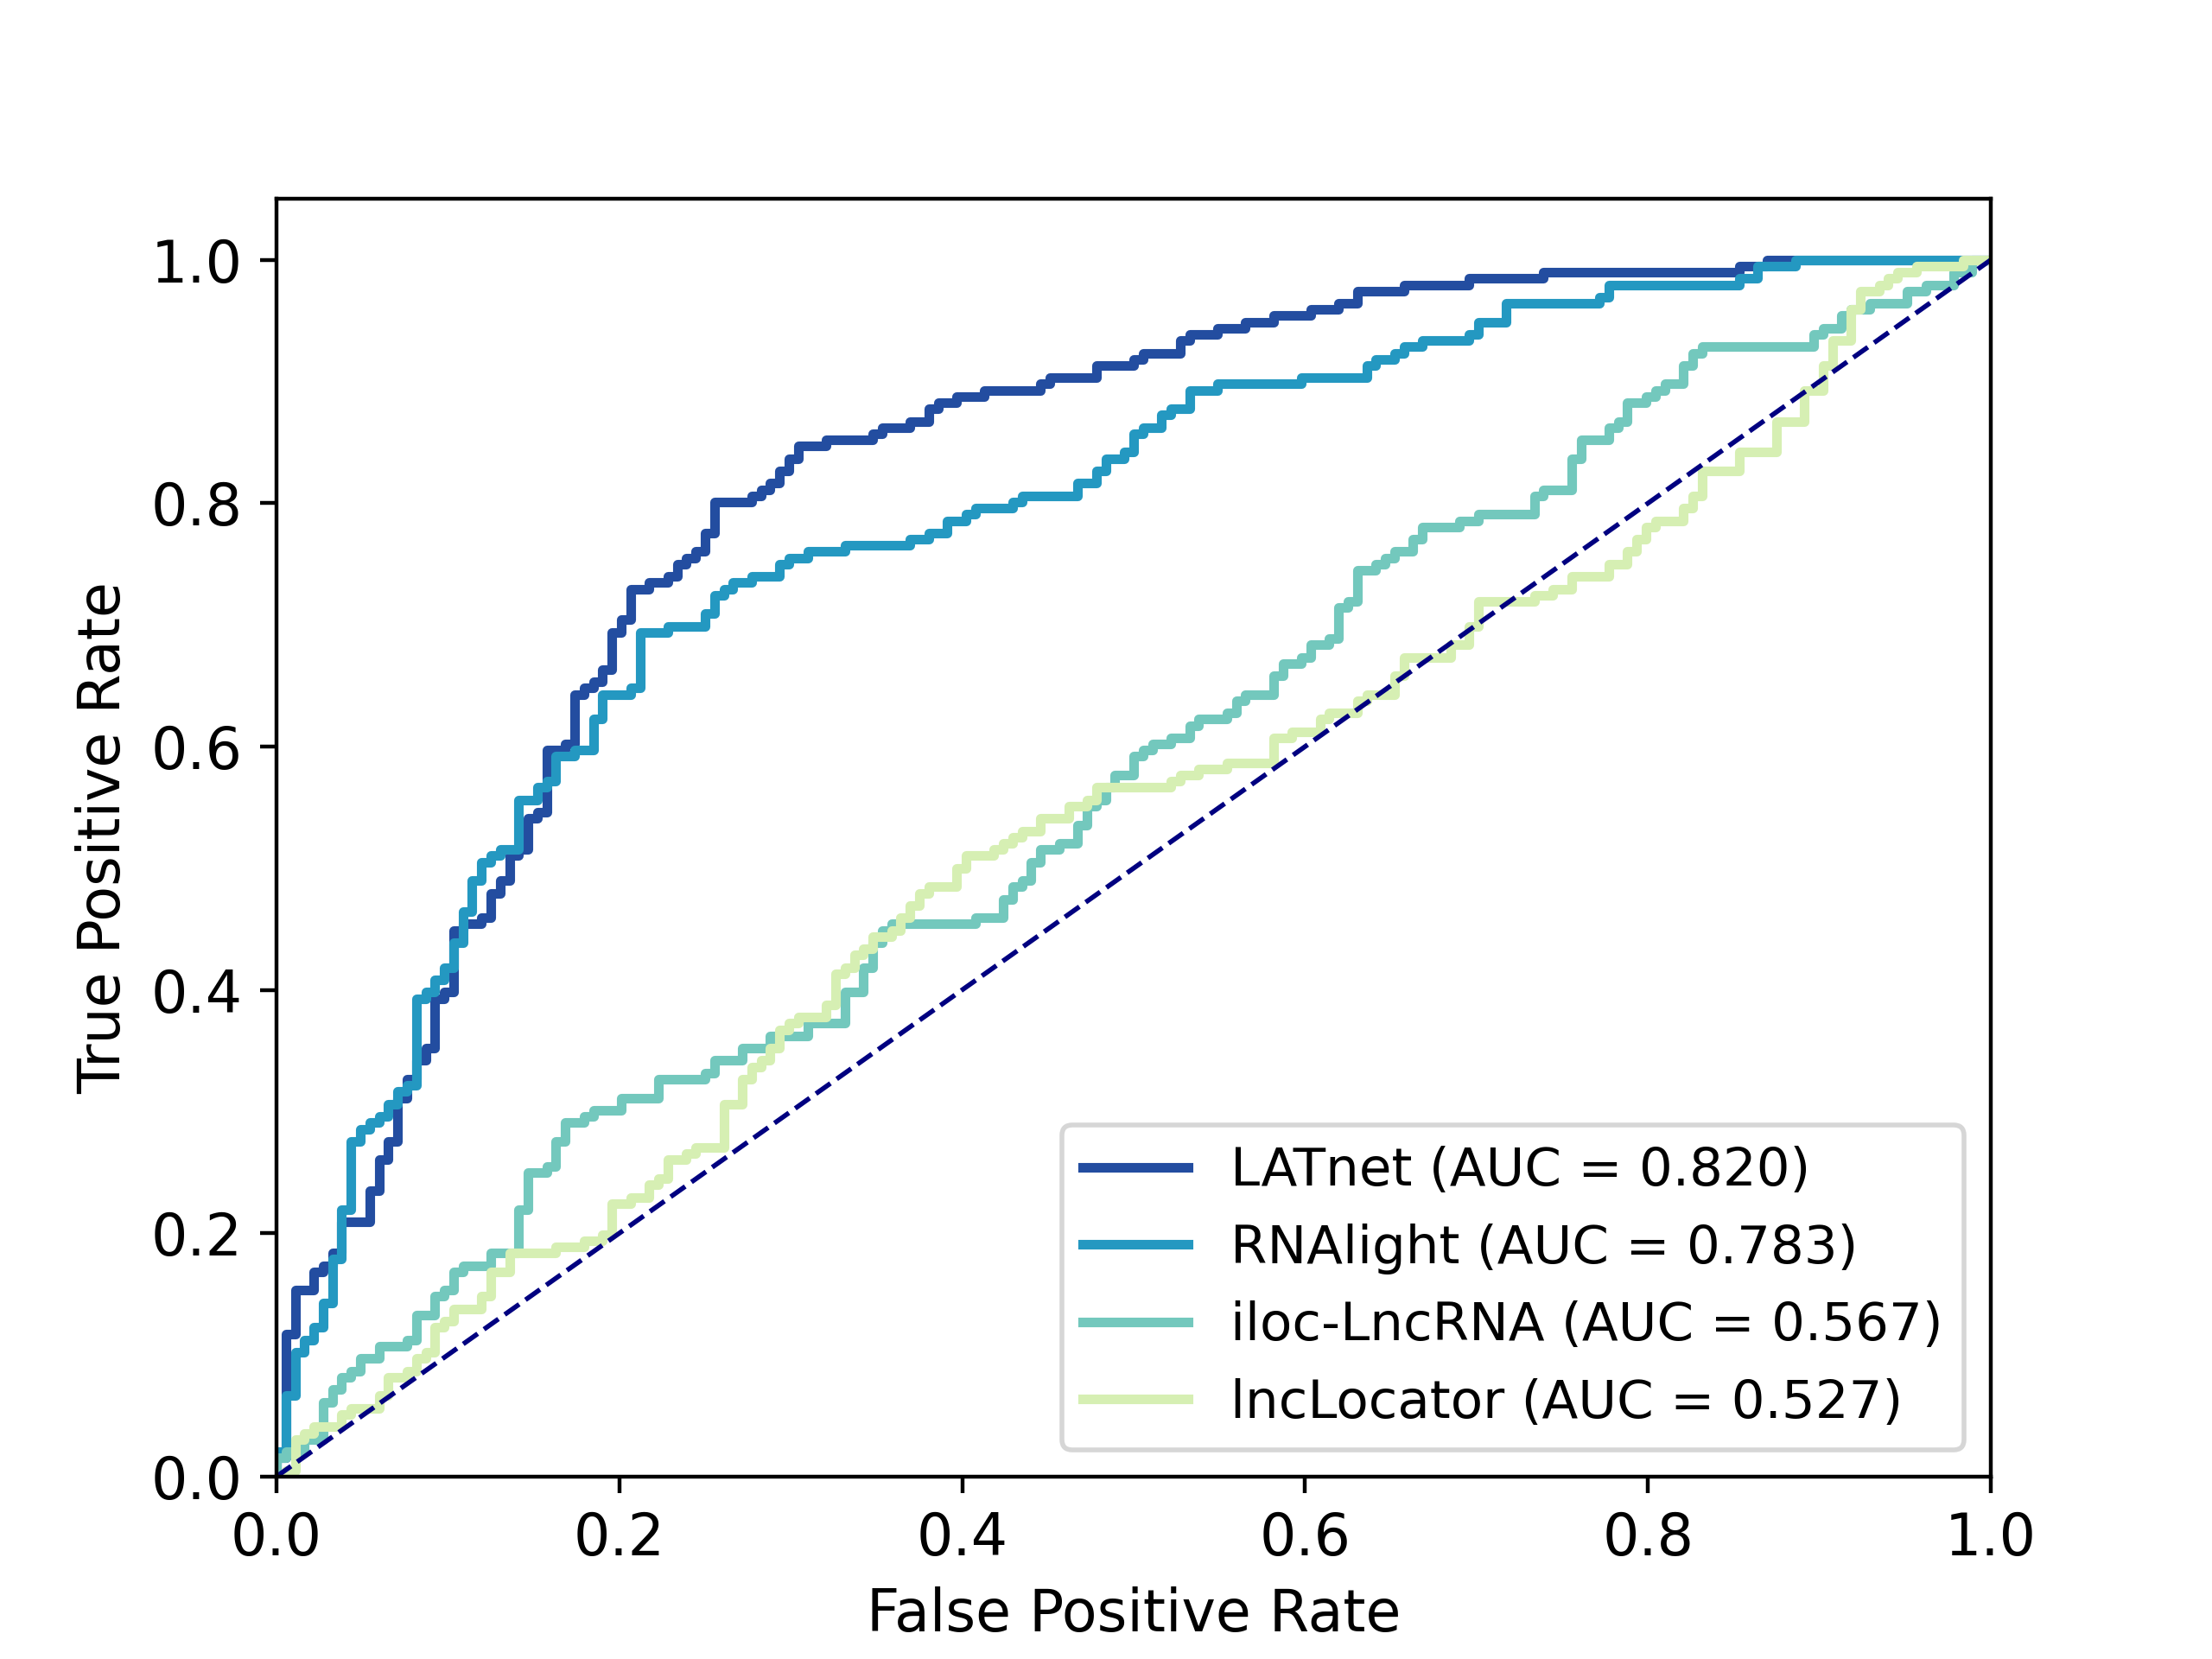 1.0
0.8
0.6
0.4
0.2
0.0
True Positive Rate
LATnet (AUC = 0.820)
RNAlight (AUC = 0.783)
iloc-LncRNA (AUC = 0.567)
lncLocator (AUC = 0.527)
0.0 0.2 0.4 0.6 0.8 1.0
False Positive Rate